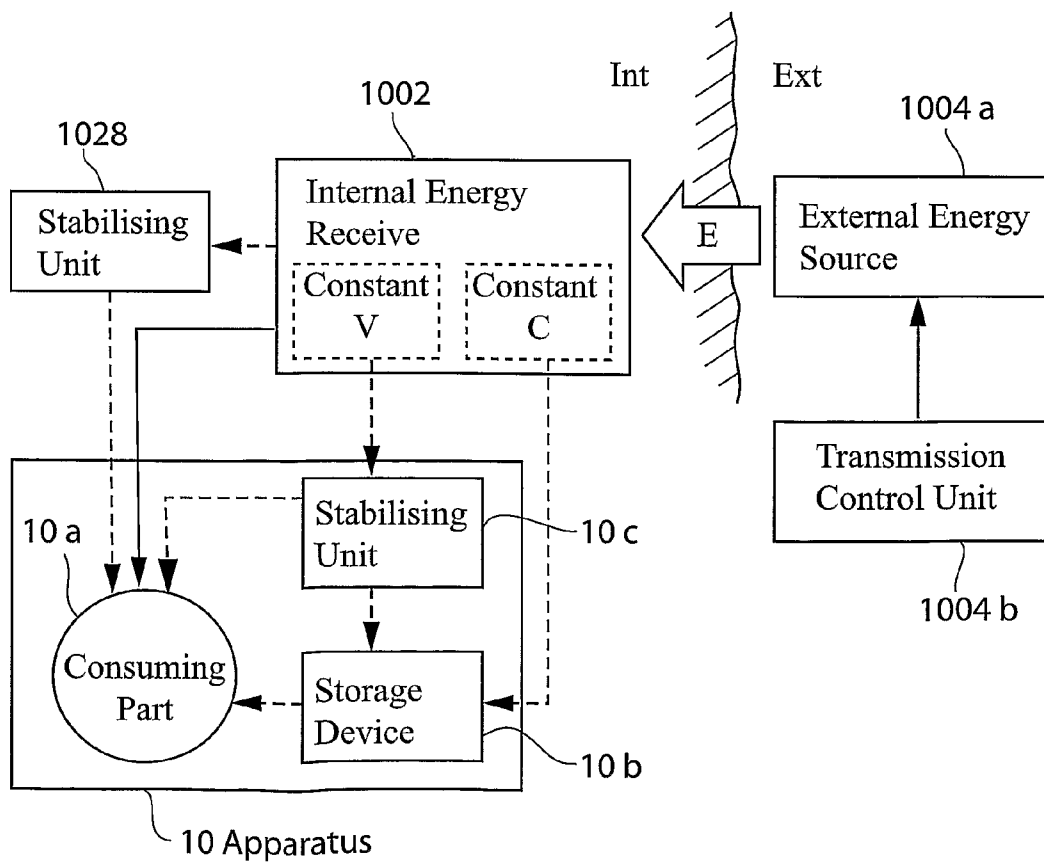 Int
Ext
1002
1004 a
1028
Internal Energy
Receive
External Energy
Source
Stabilising
Unit
E
Constant
V
Constant
C
Transmission
Control Unit
10 a
Stabilising
Unit
10 c
1004 b
Consuming
Part
Storage
Device
10 b
10 Apparatus